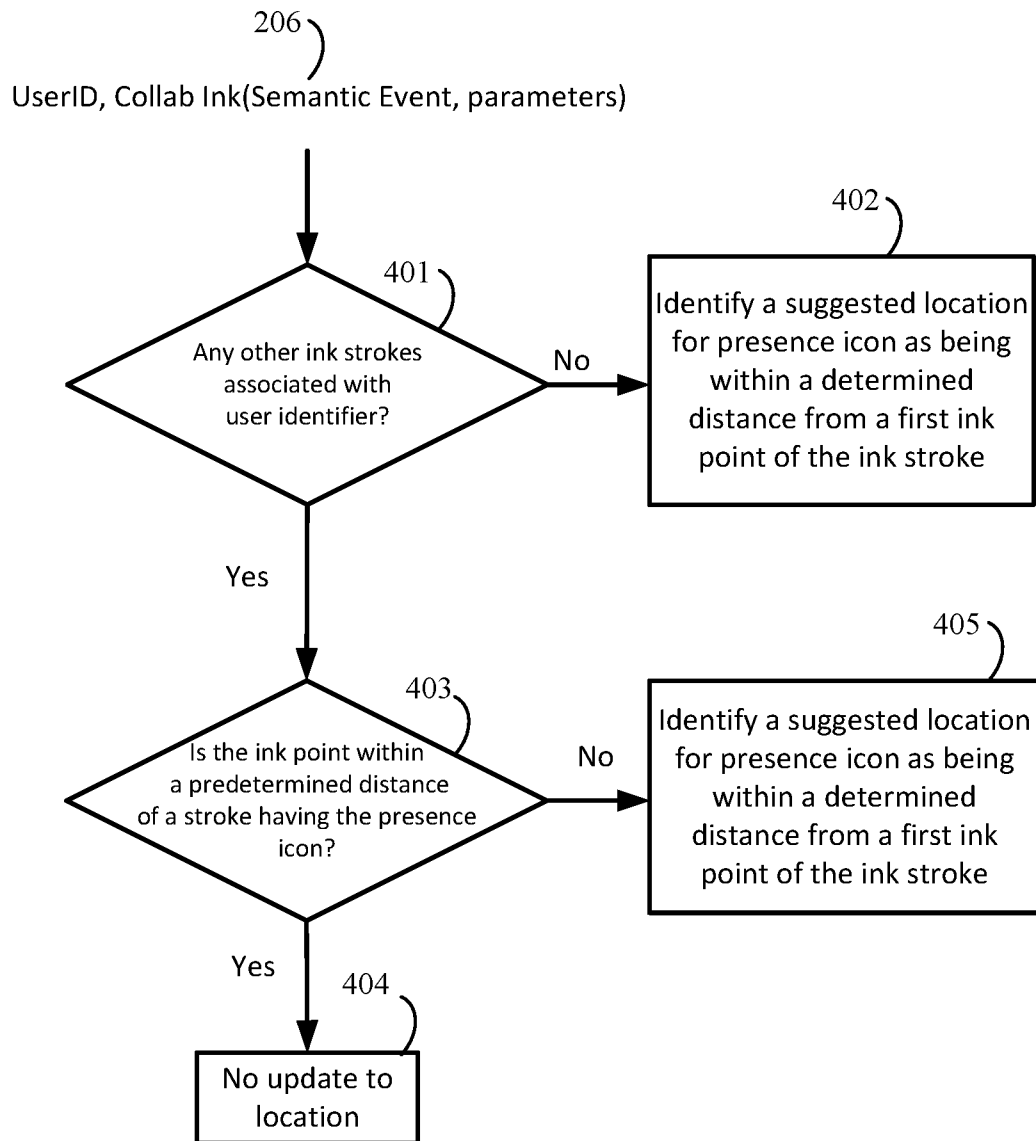 206
UserID, Collab Ink(Semantic Event, parameters)
401
Any other ink strokes
associated with
user identifier?
No
402
Identify a suggested location
for presence icon as being
within a determined
distance from a first ink
point of the ink stroke
Yes
403
Is the ink point within
a predetermined distance
of a stroke having the presence
icon?
No
405
Identify a suggested location
for presence icon as being
within a determined
distance from a first ink
point of the ink stroke
Yes
404
No update to
location